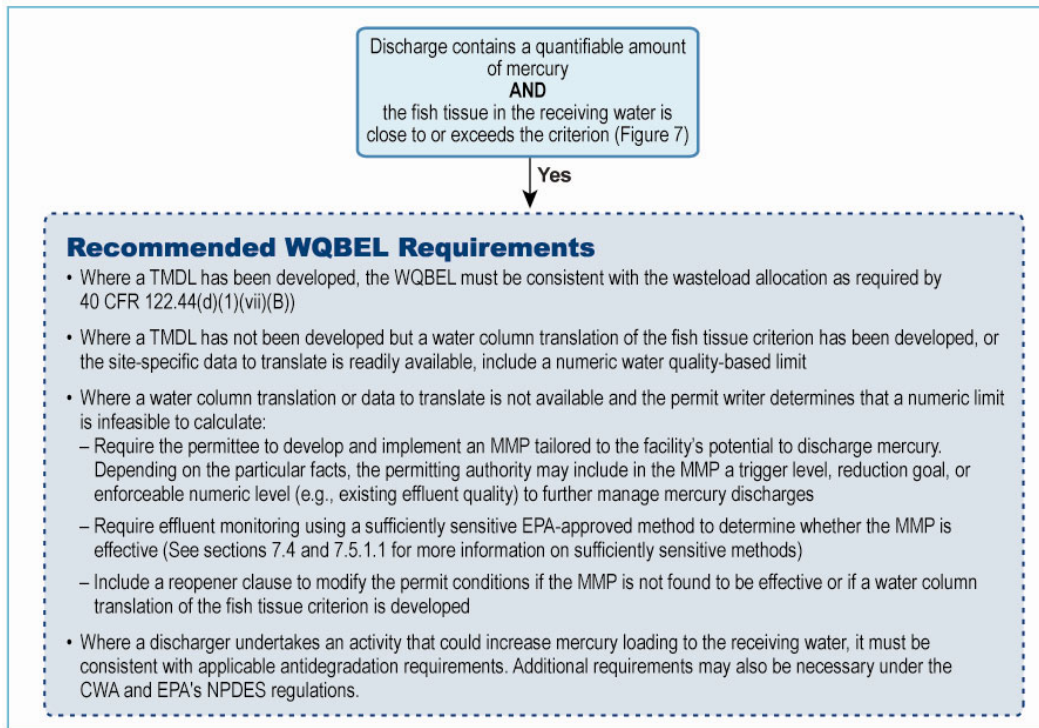 Discharge contains a quantifiable amount
of mercury
AND
the fish tissue in the receiving water is
close to or exceeds the criterion (Figure 7)
Yes
Recommended WQBEL Requirements
• Where a TMDL has been developed, the WQBEL must be consistent with the wasteload allocation as required by
40 CFR 122.44(d)(1)(vii)(B))
• Where a TMDL has not been developed but a water column translation of the fish tissue criterion has been developed, or
the site-specific data to translate is readily available, include a numeric water quality-based limit
• Where a water column translation or data to translate is not available and the permit writer determines that a numeric limit
is infeasible to calculate:
– Require the permittee to develop and implement an MMP tailored to the facility's potential to discharge mercury.
Depending on the particular facts, the permitting authority may include in the MMP a trigger level, reduction goal, or
enforceable numeric level (e.g., existing effluent quality) to further manage mercury discharges
– Require effluent monitoring using a sufficiently sensitive EPA-approved method to determine whether the MMP is
effective (See sections 7.4 and 7.5.1.1 for more information on sufficiently sensitive methods)
– Include a reopener clause to modify the permit conditions if the MMP is not found to be effective or if a water column
translation of the fish tissue criterion is developed
• Where a discharger undertakes an activity that could increase mercury loading to the receiving water, it must be
consistent with applicable antidegradation requirements. Additional requirements may also be necessary under the
CWA and EPA's NPDES regulations.